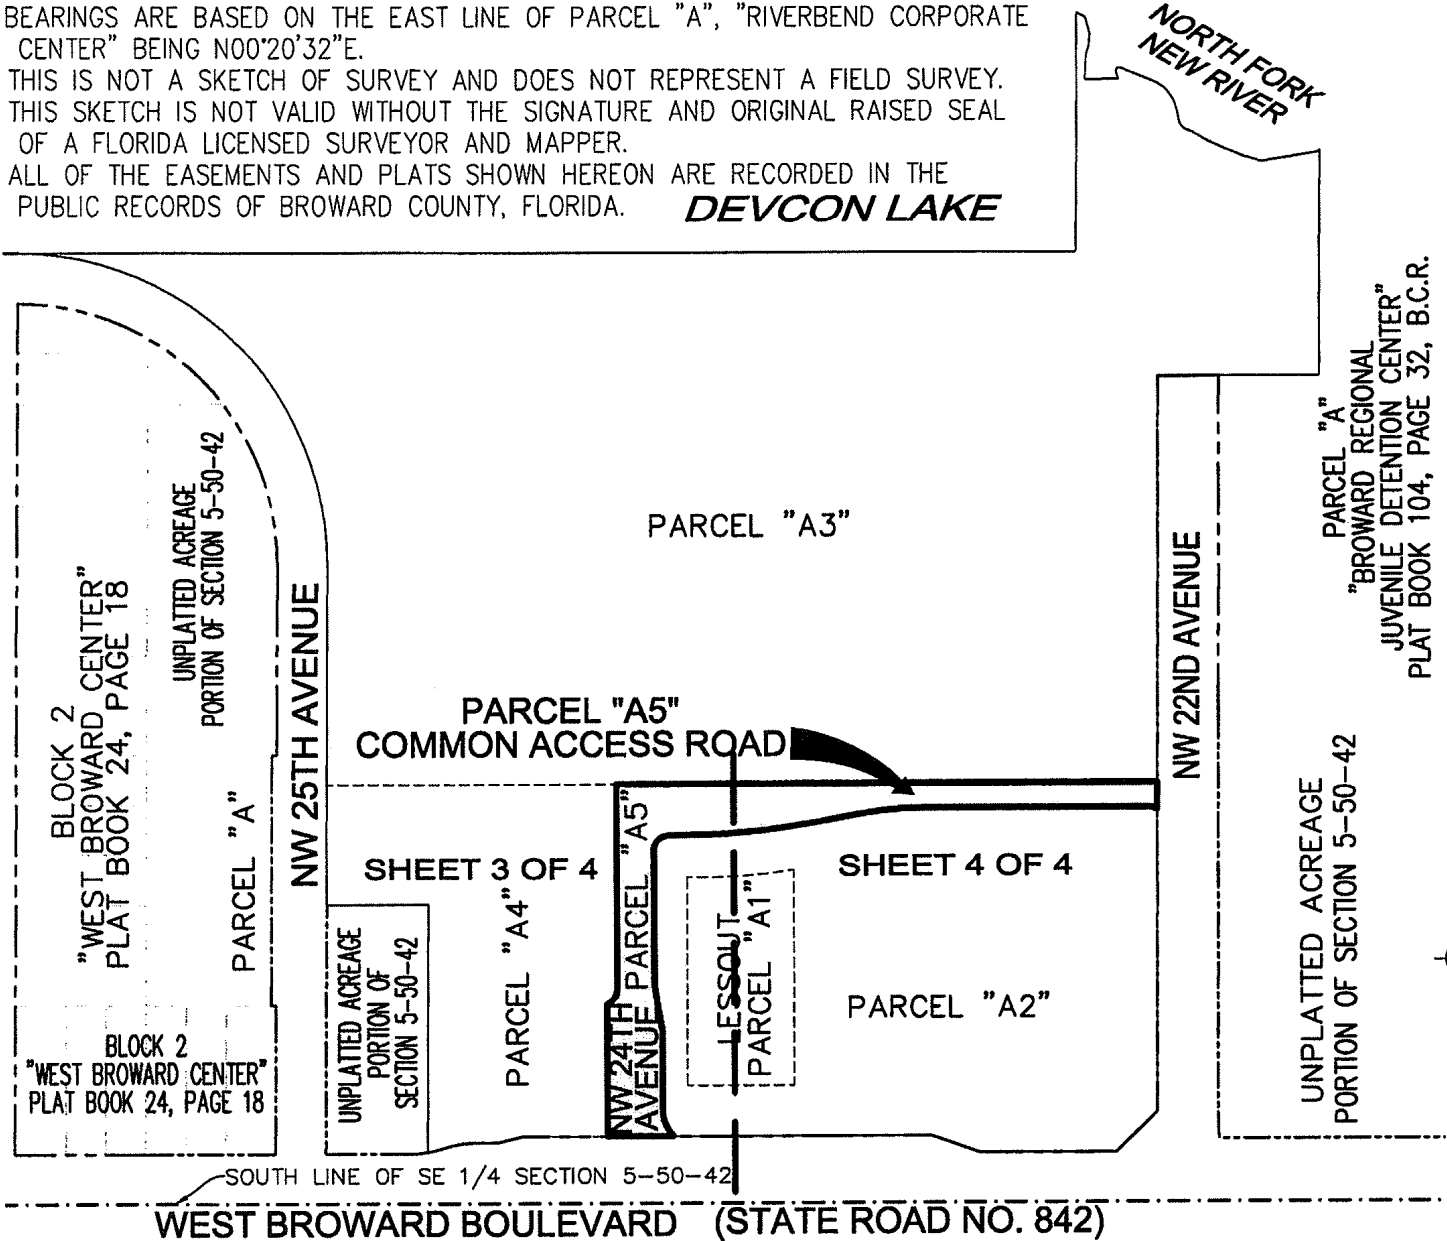 BEARINGS ARE BASED ON THE EAST LINE OF PARCEL "A", "RIVERBEND CORPORATE
CENTER" BEING N00°20'32"E.
THIS IS NOT A SKETCH OF SURVEY AND DOES NOT REPRESENT A FIELD SURVEY.
THIS SKETCH IS NOT VALID WITHOUT THE SIGNATURE AND ORIGINAL RAISED SEAL
OF A FLORIDA LICENSED SURVEYOR AND MAPPER.
ALL OF THE EASEMENTS AND PLATS SHOWN HEREON ARE RECORDED IN THE
PUBLIC RECORDS OF BROWARD COUNTY, FLORIDA.
DEVCON LAKE
NORTH FORK
NEW RIVER
PARCEL "A"
"BROWARD REGIONAL
JUVENILE DETENTION CENTER"
PLAT BOOK 104, PAGE 32, B.C.R.
UNPLATTED ACREAGE
PORTION OF SECTION 5-50-42
BLOCK 2
"WEST BROWARD CENTER"
PLAT BOOK 24, PAGE 18
PARCEL "A"
NW 25TH AVENUE
PARCEL "A3"
NW 22ND AVENUE
PARCEL "A5"
COMMON ACCESS ROAD
SHEET 3 OF 4
PARCEL "A5"
SHEET 4 OF 4
PARCEL "A4"
UNPLATTED ACREAGE
PORTION OF
SECTION 5-50-42
NW 24TH
AVENUE
LESSOUT
PARCEL "A1"
PARCEL "A2"
UNPLATTED ACREAGE
PORTION OF SECTION 5-50-42
BLOCK 2
"WEST BROWARD CENTER"
PLAT BOOK 24, PAGE 18
SOUTH LINE OF SE 1/4 SECTION 5-50-42
WEST BROWARD BOULEVARD (STATE ROAD NO. 842)